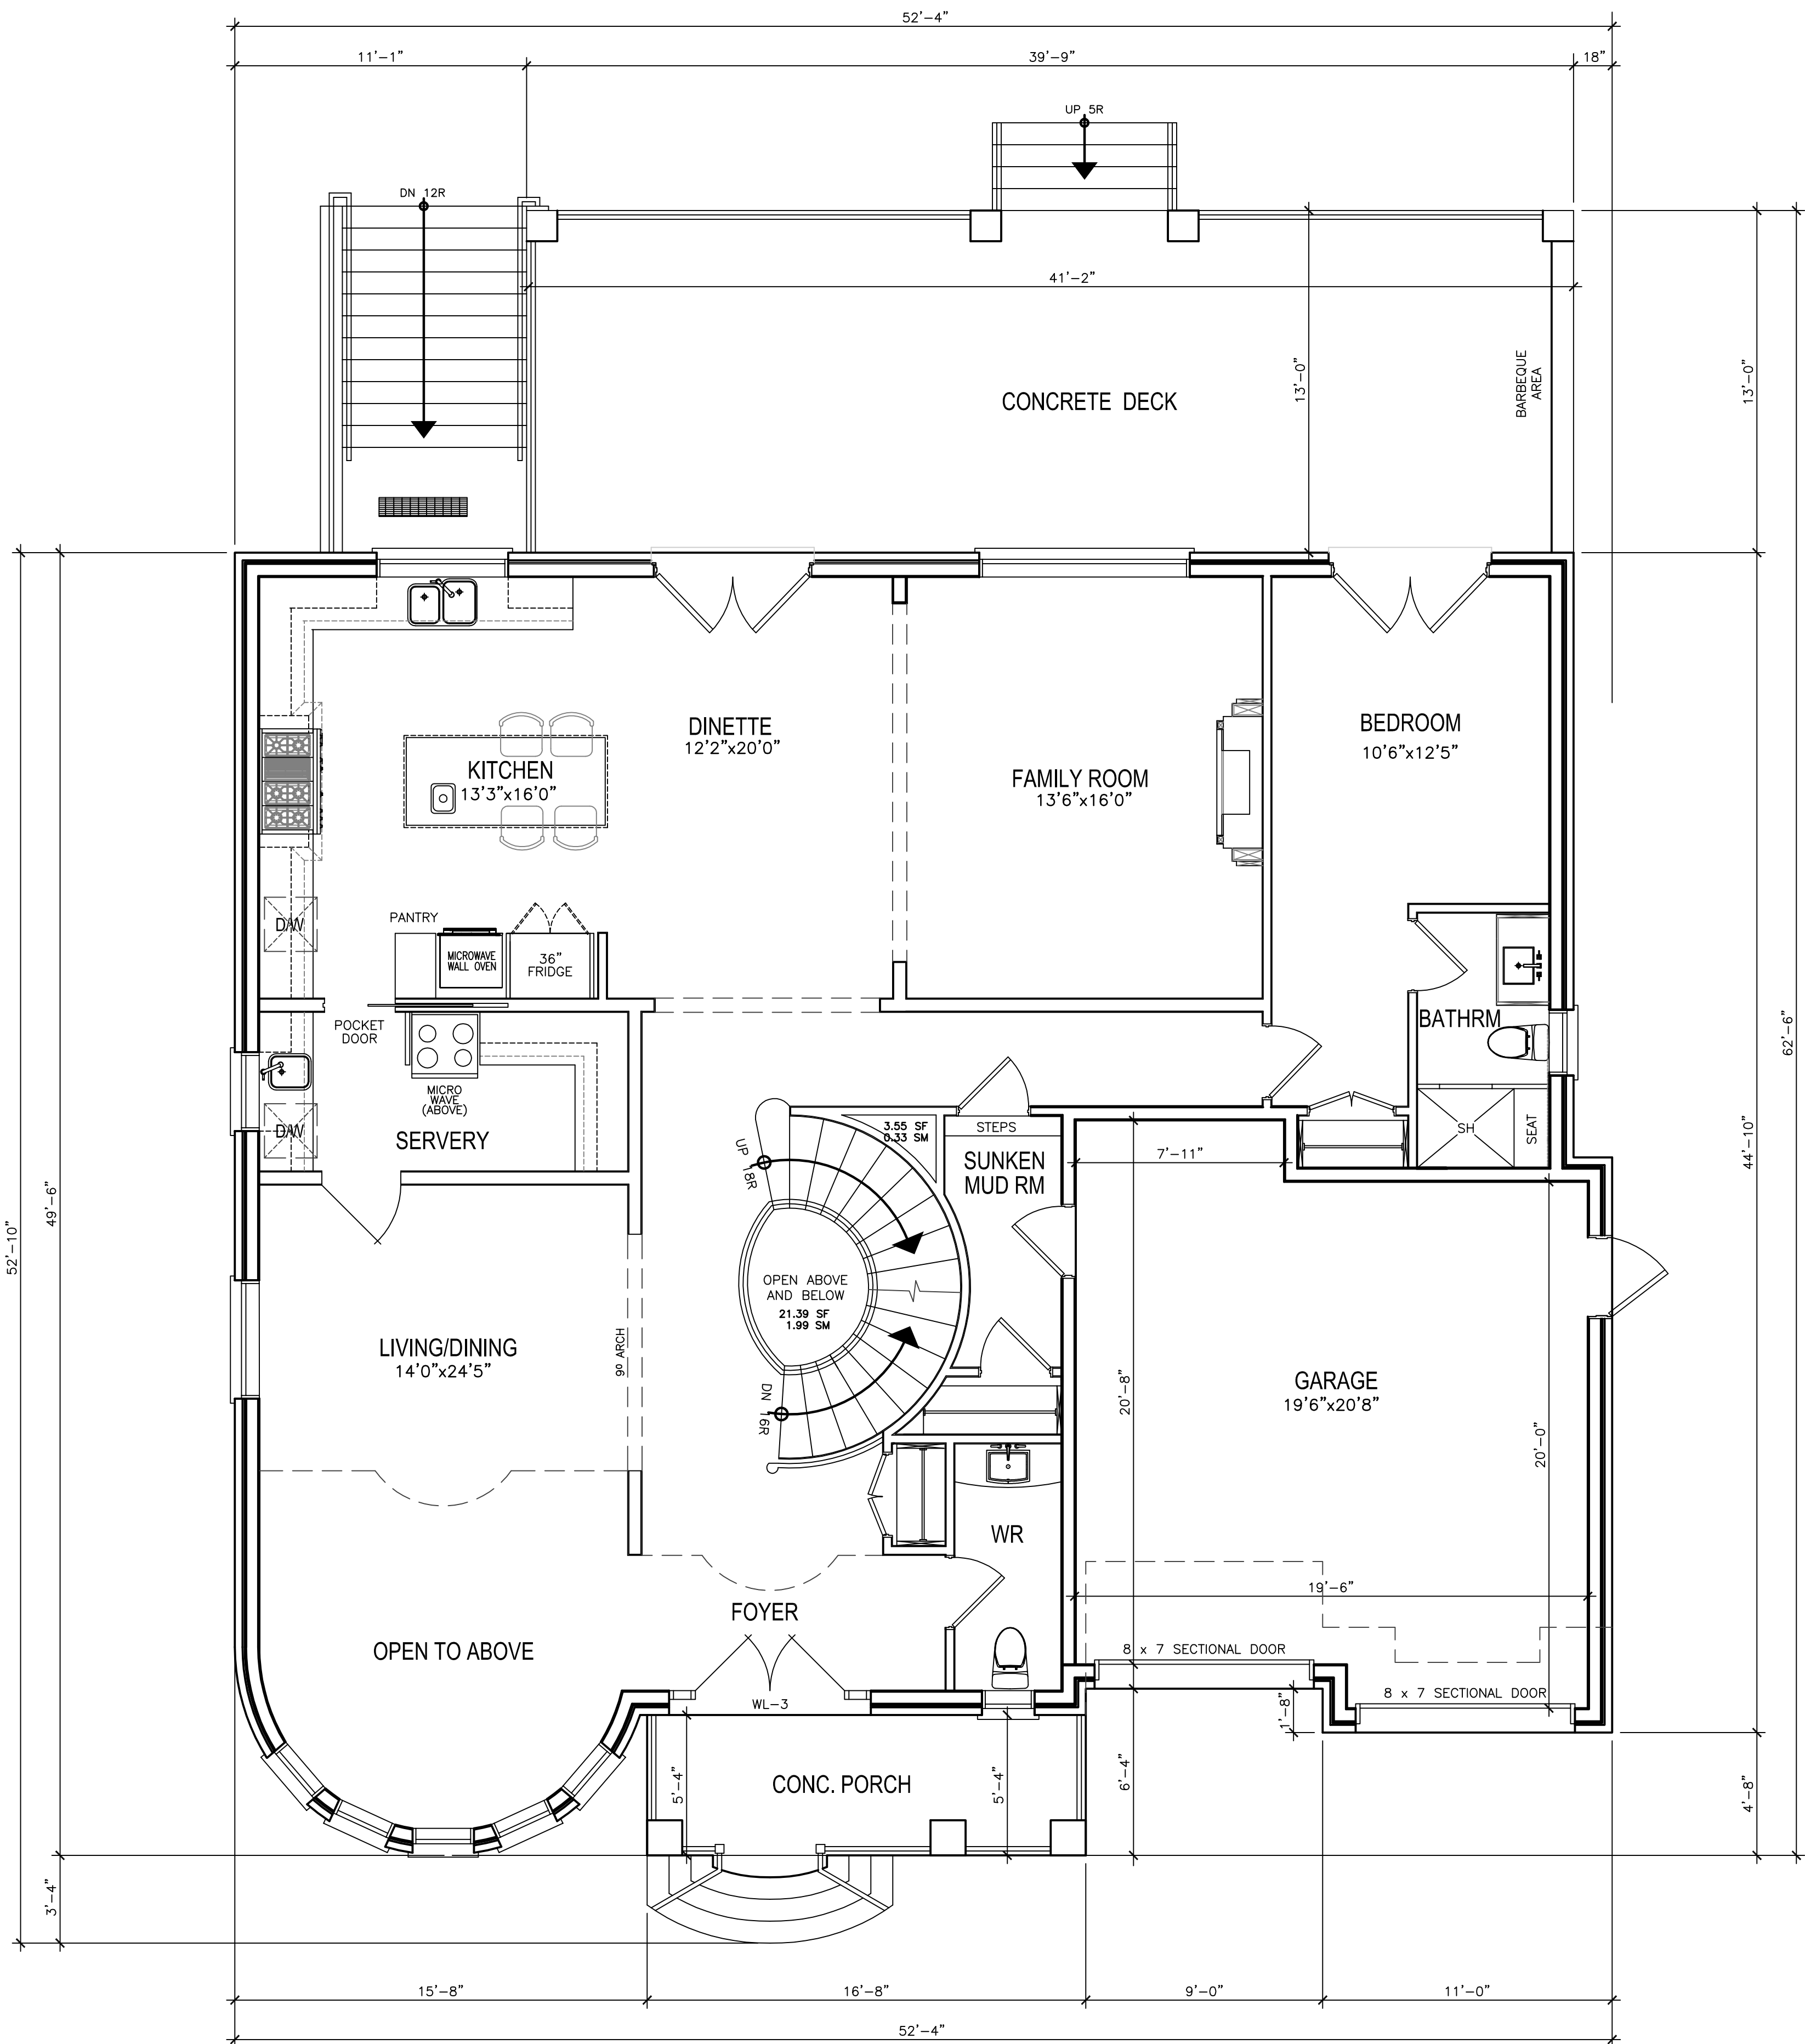 52'-4"
11'-1"
39'-9"
18"
UP 5R
DN 12R
41'-2"
13'-0"
BARBEQUE
AREA
13'-0"
CONCRETE DECK
DINETTE
12'2"x20'0"
BEDROOM
10'6"x12'5"
KITCHEN
13'3"x16'0"
FAMILY ROOM
13'6"x16'0"
D/W
PANTRY
MICROWAVE
WALL OVEN
36"
FRIDGE
POCKET
DOOR
BATHRM
62'-6"
MICRO
WAVE
(ABOVE)
D/W
SERVERY
UP 18R
3.55 SF
0.33 SM
STEPS
SUNKEN
MUD RM
7'-11"
SH
SEAT
44'-10"
52'-10"
49'-6"
OPEN ABOVE
AND BELOW
21.39 SF
1.99 SM
LIVING/DINING
14'0"x24'5"
9⁰ ARCH
DN 16R
20'-8"
GARAGE
19'6"x20'8"
20'-0"
WR
19'-6"
FOYER
OPEN TO ABOVE
8 x 7 SECTIONAL DOOR
WL-3
8 x 7 SECTIONAL DOOR
1'-8"
5'-4"
CONC. PORCH
5'-4"
6'-4"
4'-8"
3'-4"
15'-8"
16'-8"
9'-0"
11'-0"
52'-4"